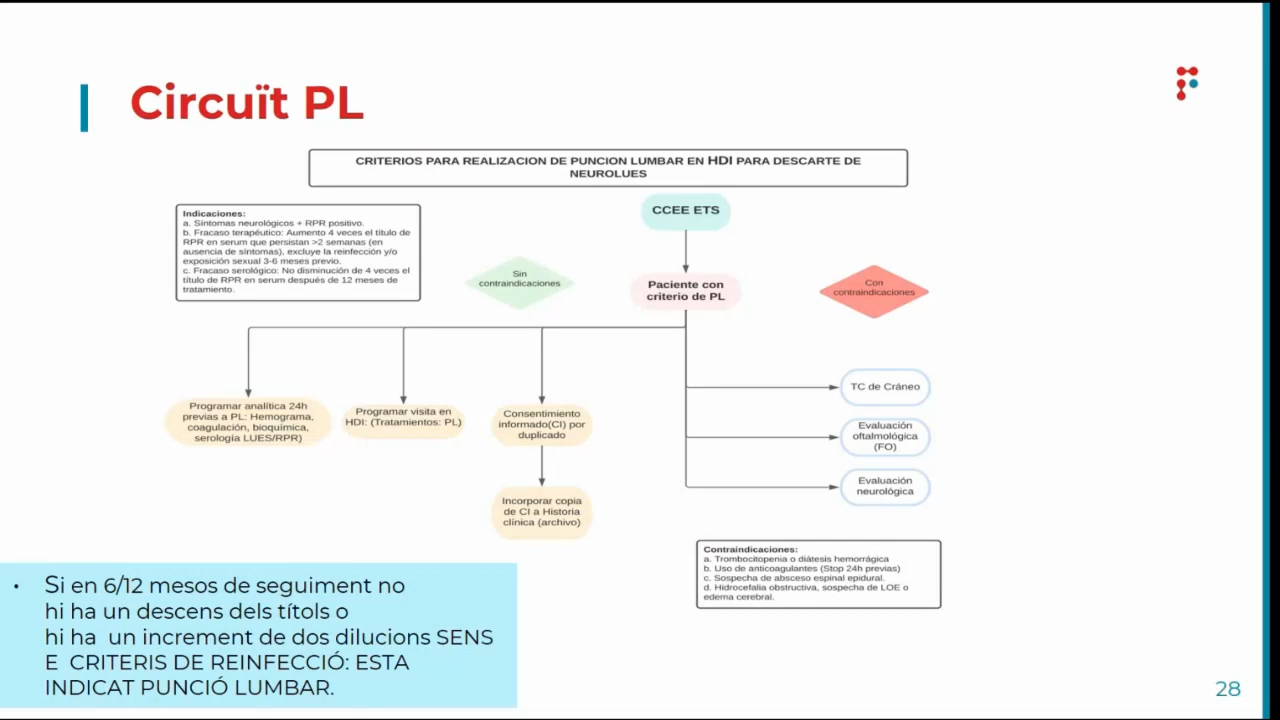 Circuït PL
CRITERIOS PARA REALIZACION DE PUNCION LUMBAR EN HDI PARA DESCARTE DE
NEUROLUES
Indicaciones:
a. Síntomas neurológicos + RPR positivo.
b. Fracaso terapéutico: Aumento 4 veces el título de
RPR en serum que persistan >2 semanas (en
ausencia de síntomas), excluye la reinfección y/o
exposición sexual 3-6 meses previo.
c. Fracaso serológico: No disminución de 4 veces el
título de RPR en serum después de 12 meses de
tratamiento.
CCEE ETS
Sin
contraindicaciones
Paciente con
criterio de PL
Con
contraindicaciones
Programar analítica 24h
previas a PL: Hemograma,
coagulación, bioquímica,
serología LUES/RPR)
Programar visita en
HDI: (Tratamientos: PL)
Consentimiento
informado(CI) por
duplicado
Incorporar copia
de CI a Historia
clínica (archivo)
TC de Cráneo
Evaluación
oftalmológica
(FO)
Evaluación
neurológica
Contraindicaciones:
a. Trombocitopenia o diátesis hemorrágica
b. Uso de anticoagulantes (Stop 24h previas)
c. Sospecha de absceso espinal epidural.
d. Hidrocefalia obstructiva, sospecha de LOE o
edema cerebral.
• Si en 6/12 mesos de seguiment no
hi ha un descens dels títols o
hi ha un increment de dos dilucions SENS
E CRITERIS DE REINFECCIÓ: ESTA
INDICAT PUNCIÓ LUMBAR.
28